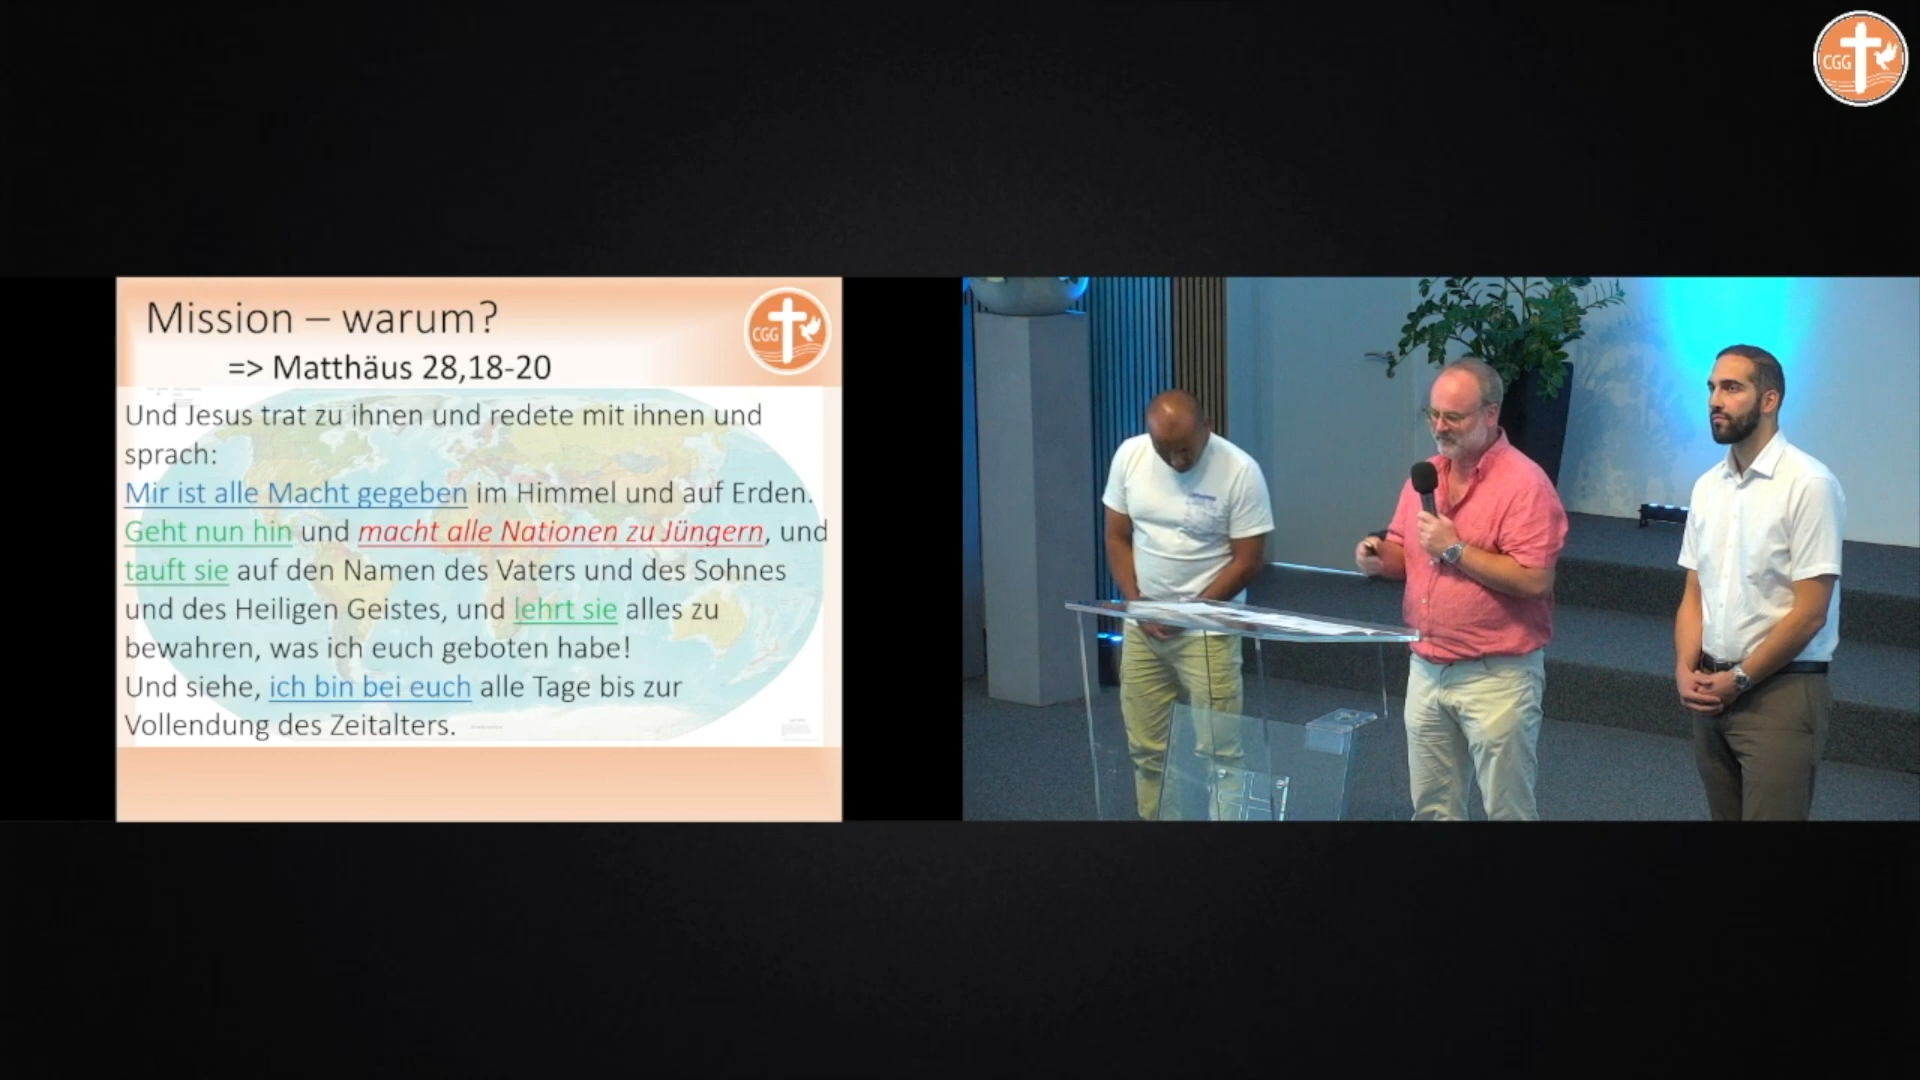 CGG
Mission – warum?
CGG
=> Matthäus 28,18-20
Und Jesus trat zu ihnen und redete mit ihnen und
sprach:
Mir ist alle Macht gegeben im Himmel und auf Erden.
Geht nun hin und macht alle Nationen zu Jüngern, und
tauft sie auf den Namen des Vaters und des Sohnes
und des Heiligen Geistes, und lehrt sie alles zu
bewahren, was ich euch geboten habe!
Und siehe, ich bin bei euch alle Tage bis zur
Vollendung des Zeitalters.